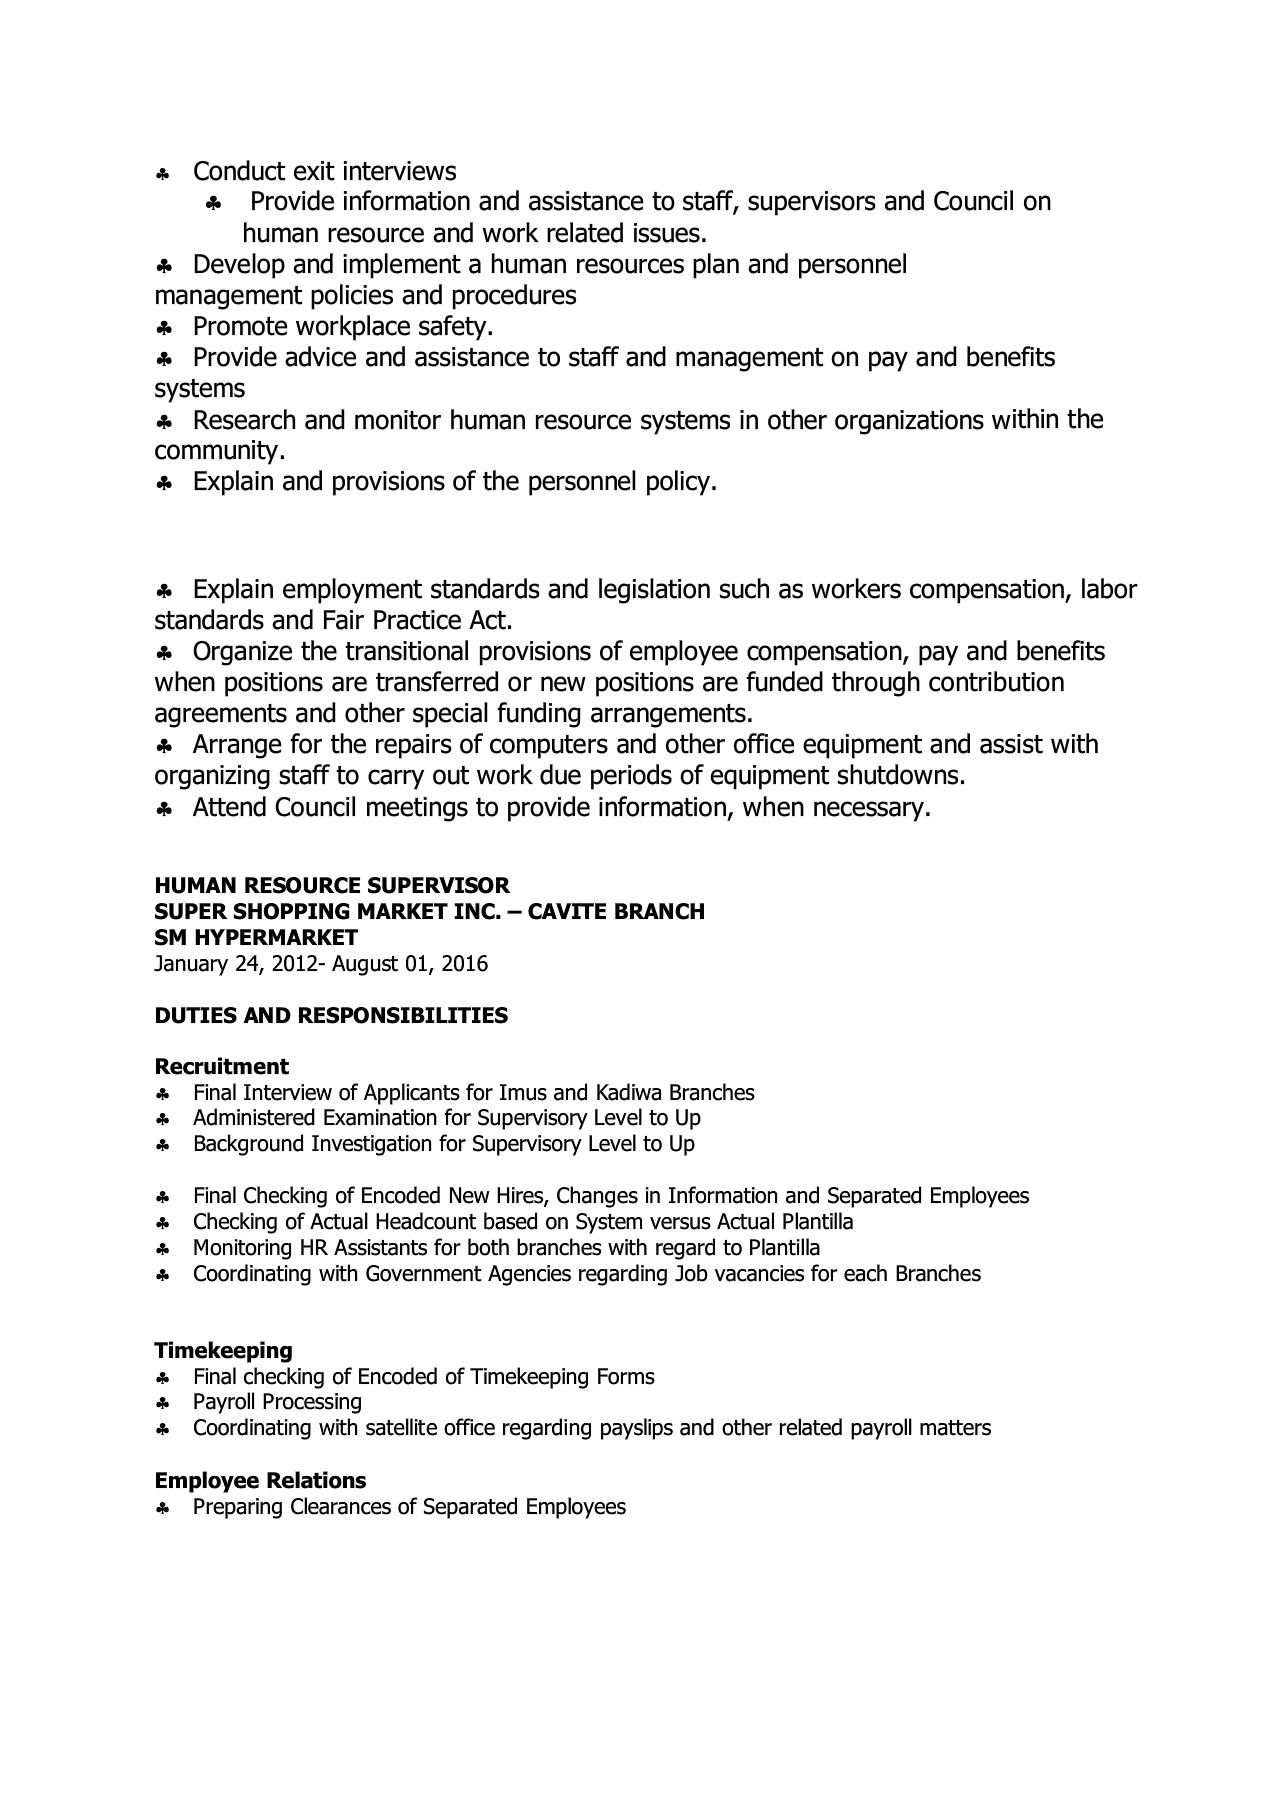 ♣ Conduct exit interviews
♣ Provide information and assistance to staff, supervisors and Council on
human resource and work related issues.
♣ Develop and implement a human resources plan and personnel
management policies and procedures
♣ Promote workplace safety.
♣ Provide advice and assistance to staff and management on pay and benefits
systems
♣ Research and monitor human resource systems in other organizations within the
community.
♣ Explain and provisions of the personnel policy.
♣ Explain employment standards and legislation such as workers compensation, labor
standards and Fair Practice Act.
♣ Organize the transitional provisions of employee compensation, pay and benefits
when positions are transferred or new positions are funded through contribution
agreements and other special funding arrangements.
♣ Arrange for the repairs of computers and other office equipment and assist with
organizing staff to carry out work due periods of equipment shutdowns.
♣ Attend Council meetings to provide information, when necessary.
HUMAN RESOURCE SUPERVISOR
SUPER SHOPPING MARKET INC. – CAVITE BRANCH
SM HYPERMARKET
January 24, 2012- August 01, 2016
DUTIES AND RESPONSIBILITIES
Recruitment
♣ Final Interview of Applicants for Imus and Kadiwa Branches
♣ Administered Examination for Supervisory Level to Up
♣ Background Investigation for Supervisory Level to Up
♣ Final Checking of Encoded New Hires, Changes in Information and Separated Employees
♣ Checking of Actual Headcount based on System versus Actual Plantilla
♣ Monitoring HR Assistants for both branches with regard to Plantilla
♣ Coordinating with Government Agencies regarding Job vacancies for each Branches
Timekeeping
♣ Final checking of Encoded of Timekeeping Forms
♣ Payroll Processing
♣ Coordinating with satellite office regarding payslips and other related payroll matters
Employee Relations
♣ Preparing Clearances of Separated Employees